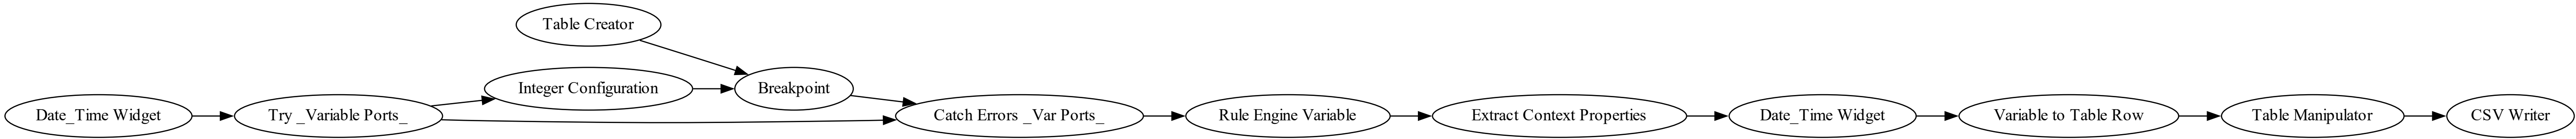 Table Creator
Integer Configuration
Breakpoint
Date_Time Widget
Try _Variable Ports_
Catch Errors _Var Ports_
Rule Engine Variable
Extract Context Properties
Date_Time Widget
Variable to Table Row
Table Manipulator
CSV Writer